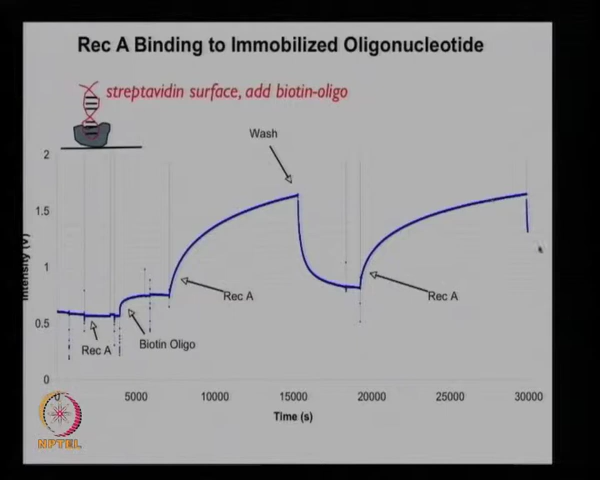 Rec A Binding to Immobilized Oligonucleotide
streptavidin surface, add biotin-oligo
Wash
2
1.5
1
0.5
0
Intensity (V)
Rec A
Rec A
Rec A
Biotin Oligo
0 5000 10000 15000 20000 25000 30000
Time (s)
NPTEL